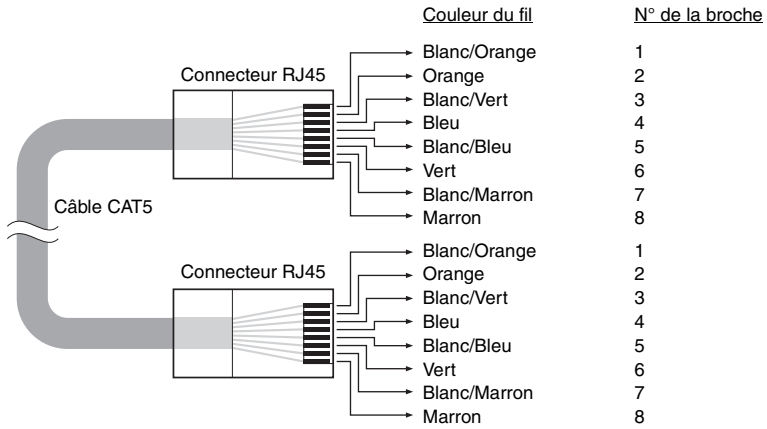 Couleur du fil N° de la broche
Connecteur RJ45
Blanc/Orange 1
Orange 2
Blanc/Vert 3
Bleu 4
Blanc/Bleu 5
Vert 6
Blanc/Marron 7
Marron 8
Câble CAT5
Connecteur RJ45
Blanc/Orange 1
Orange 2
Blanc/Vert 3
Bleu 4
Blanc/Bleu 5
Vert 6
Blanc/Marron 7
Marron 8